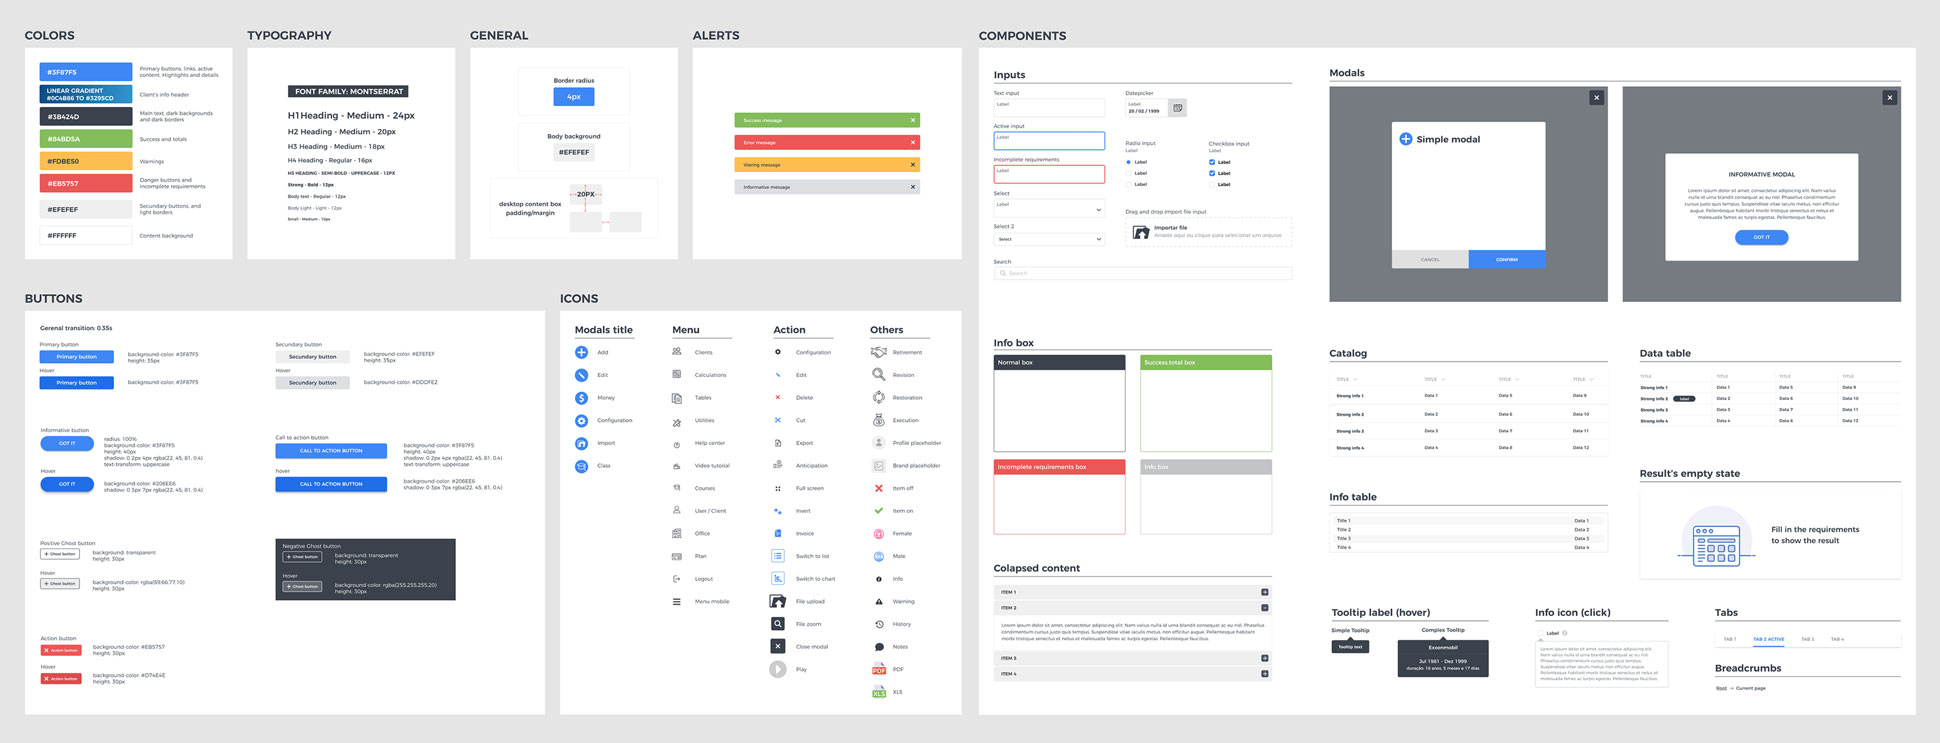 COLORS
#3F87F5
Primary buttons, links, active
content. Highlights and details
LINEAR GRADIENT
#0C4B86 TO #3295CD
Client's info header
#3B424D
Main text, dark backgrounds
and dark borders
#84BD5A
Success and totals
#FDBE50
Warnings
#EB5757
Danger buttons and
incomplete requirements
#EFEFEF
Secundary buttons, and
light borders
#FFFFFF
Content background
TYPOGRAPHY
FONT FAMILY: MONTSERRAT
H1 Heading - Medium - 24px
H2 Heading - Medium - 20px
H3 Heading - Medium - 18px
H4 Heading - Regular - 16px
H5 HEADING - SEMI-BOLD - UPPERCASE - 12PX
Strong - Bold - 12px
Body text - Regular - 12px
Body Light - Light - 12px
Small - Medium - 10px
GENERAL
Border radius
4px
Body background
#EFEFEF
desktop content box
padding/margin
20PX
ALERTS
Success message
Error message
Waring message
Informative message
BUTTONS
Gerenal transition: 0.35s
Primary button
Primary button
background-color: #3F87F5
height: 35px
Hover
Primary button
background-color: #3F87F5
Secundary button
Secundary button
background-color: #EFEFEF
height: 35px
Hover
Secundary button
background-color: #DDDFE2
Informative button
GOT IT
radius: 100%
background-color: #3F87F5
height: 40px
shadow: 0 2px 4px rgba(22, 45, 81, 0.4)
text-transform: uppercase
Hover
GOT IT
background-color: #206EE6
shadow: 0 3px 7px rgba(22, 45, 81, 0.4)
Call to action button
CALL TO ACTION BUTTON
background-color: #3F87F5
height: 40px
shadow: 0 2px 4px rgba(22, 45, 81, 0.4)
text-transform: uppercase
hover
CALL TO ACTION BUTTON
background-color: #206EE6
shadow: 0 3px 7px rgba(22, 45, 81, 0.4)
Postive Ghost button
Ghost button
background: transparent
height: 30px
Hover
Ghost button
background-color: rgba(59,66,77,10)
height: 30px
Negative Ghost button
Ghost button
background: transparent
height: 30px
Hover
Ghost button
background-color: rgba(255,255,255,20)
height: 30px
Action button
Action button
background-color: #EB5757
height: 30px
Hover
Action button
background-color: #D74E4E
height: 30px
ICONS
Modals title
Add
Edit
Money
Configuration
Import
Class
Menu
Clients
Calculations
Tables
Utilities
Help center
Video tutorial
Courses
User / Client
Office
Plan
Logout
Menu mobile
Action
Configuration
Edit
Delete
Cut
Export
Anticipation
Full screen
Invert
Invoice
Switch to list
Switch to chart
File upload
File zoom
Close modal
Play
Others
Retirement
Revision
Restoration
Execution
Profile placeholder
Brand placeholder
Item off
Item on
Female
Male
Info
Warning
History
Notes
PDF
PDF
XLS
XLS
COMPONENTS
Inputs
Text input
Label
Active input
Label
Incomplete requirements
Label
Select
Label
Select 2
Select
Search
Search
Datepicker
Label
20 / 02 / 1999
Radio input
Label
Label
Label
Label
Checkbox input
Label
Label
Label
Label
Drag and drop import file input
Importar file
Arraste aqui ou clique para selecionar um arquivo
Modals
Simple modal
CANCEL
CONFIRM
INFORMATIVE MODAL
Lorem ipsum dolor sit amet, consectetur adipiscing elit. Nam varius
nulla id urna blandit consequat ac eu nisl. Phasellus condimentum
cursus justo quis tempus. Suspendisse vitae iaculis metus, non efficitur
augue. Pellentesque habitant morbi tristique senectus et netus et
malesuada fames ac turpis egestas. Pellentesque faucibus
GOT IT
Info box
Normal box
Success.total box
Incomplete requirements box
Info box
Colapsed content
ITEM 1
ITEM 2
Lorem ipsum dolor sit amet, consectetur adipiscing elit. Nam varius nulla id urna blandit consequat ac eu nisl. Phasellus
condimentum cursus justo quis tempus. Suspendisse vitae iaculis metus, non efficitur augue. Pellentesque habitant
morbi tristique senectus et netus et malesuada fames ac turpis egestas. Pellentesque faucibus.
ITEM 3
ITEM 4
Catalog
TITLE TITLE TITLE TITLE
Strong info 1 Data 1 Data 5 Data 9
Strong info 2 Data 2 Data 6 Data 10
Strong info 3 Data 3 Data 7 Data 11
Strong info 4 Data 4 Data 6 Data 12
Data table
TITLE TITLE TITLE TITLE
Strong info 1 Data 1 Data 5 Data 9
Strong info 2 label Data 2 Data 6 Data 10
Strong info 3 Data 3 Data 7 Data 11
Strong info 4 Data 4 Data 8 Data 12
Info table
Title 1 Data 1
Title 2 Data 2
Title 3 Data 3
Title 4 Data 4
Result's empty state
Fill in the requirements
to show the result
Tooltip label (hover)
Simple Tooltip
Tooltip text
Complex Tooltip
Exxonmobil
Jul 1981 - Dez 1999
duração: 18 anos, 5 meses e 17 dias
Info icon (click)
Label
Lorem ipsum dolor sit amet, consectetur
adipiscing elit. Nam varius nulla id urna
blandit consequat ac eu nisl. Phasellus
condimentum cursus justo quis tempus.
Suspendisse vitae iaculis metus, non
efficitur augue. Pellentesque habitant
morbi tristique senectus et netus et
malesuada fames ac turpis egestas.
Tabs
TAB 1
TAB 2 ACTIVE
TAB 3
TAB 4
Breadcrumbs
Root → Current page